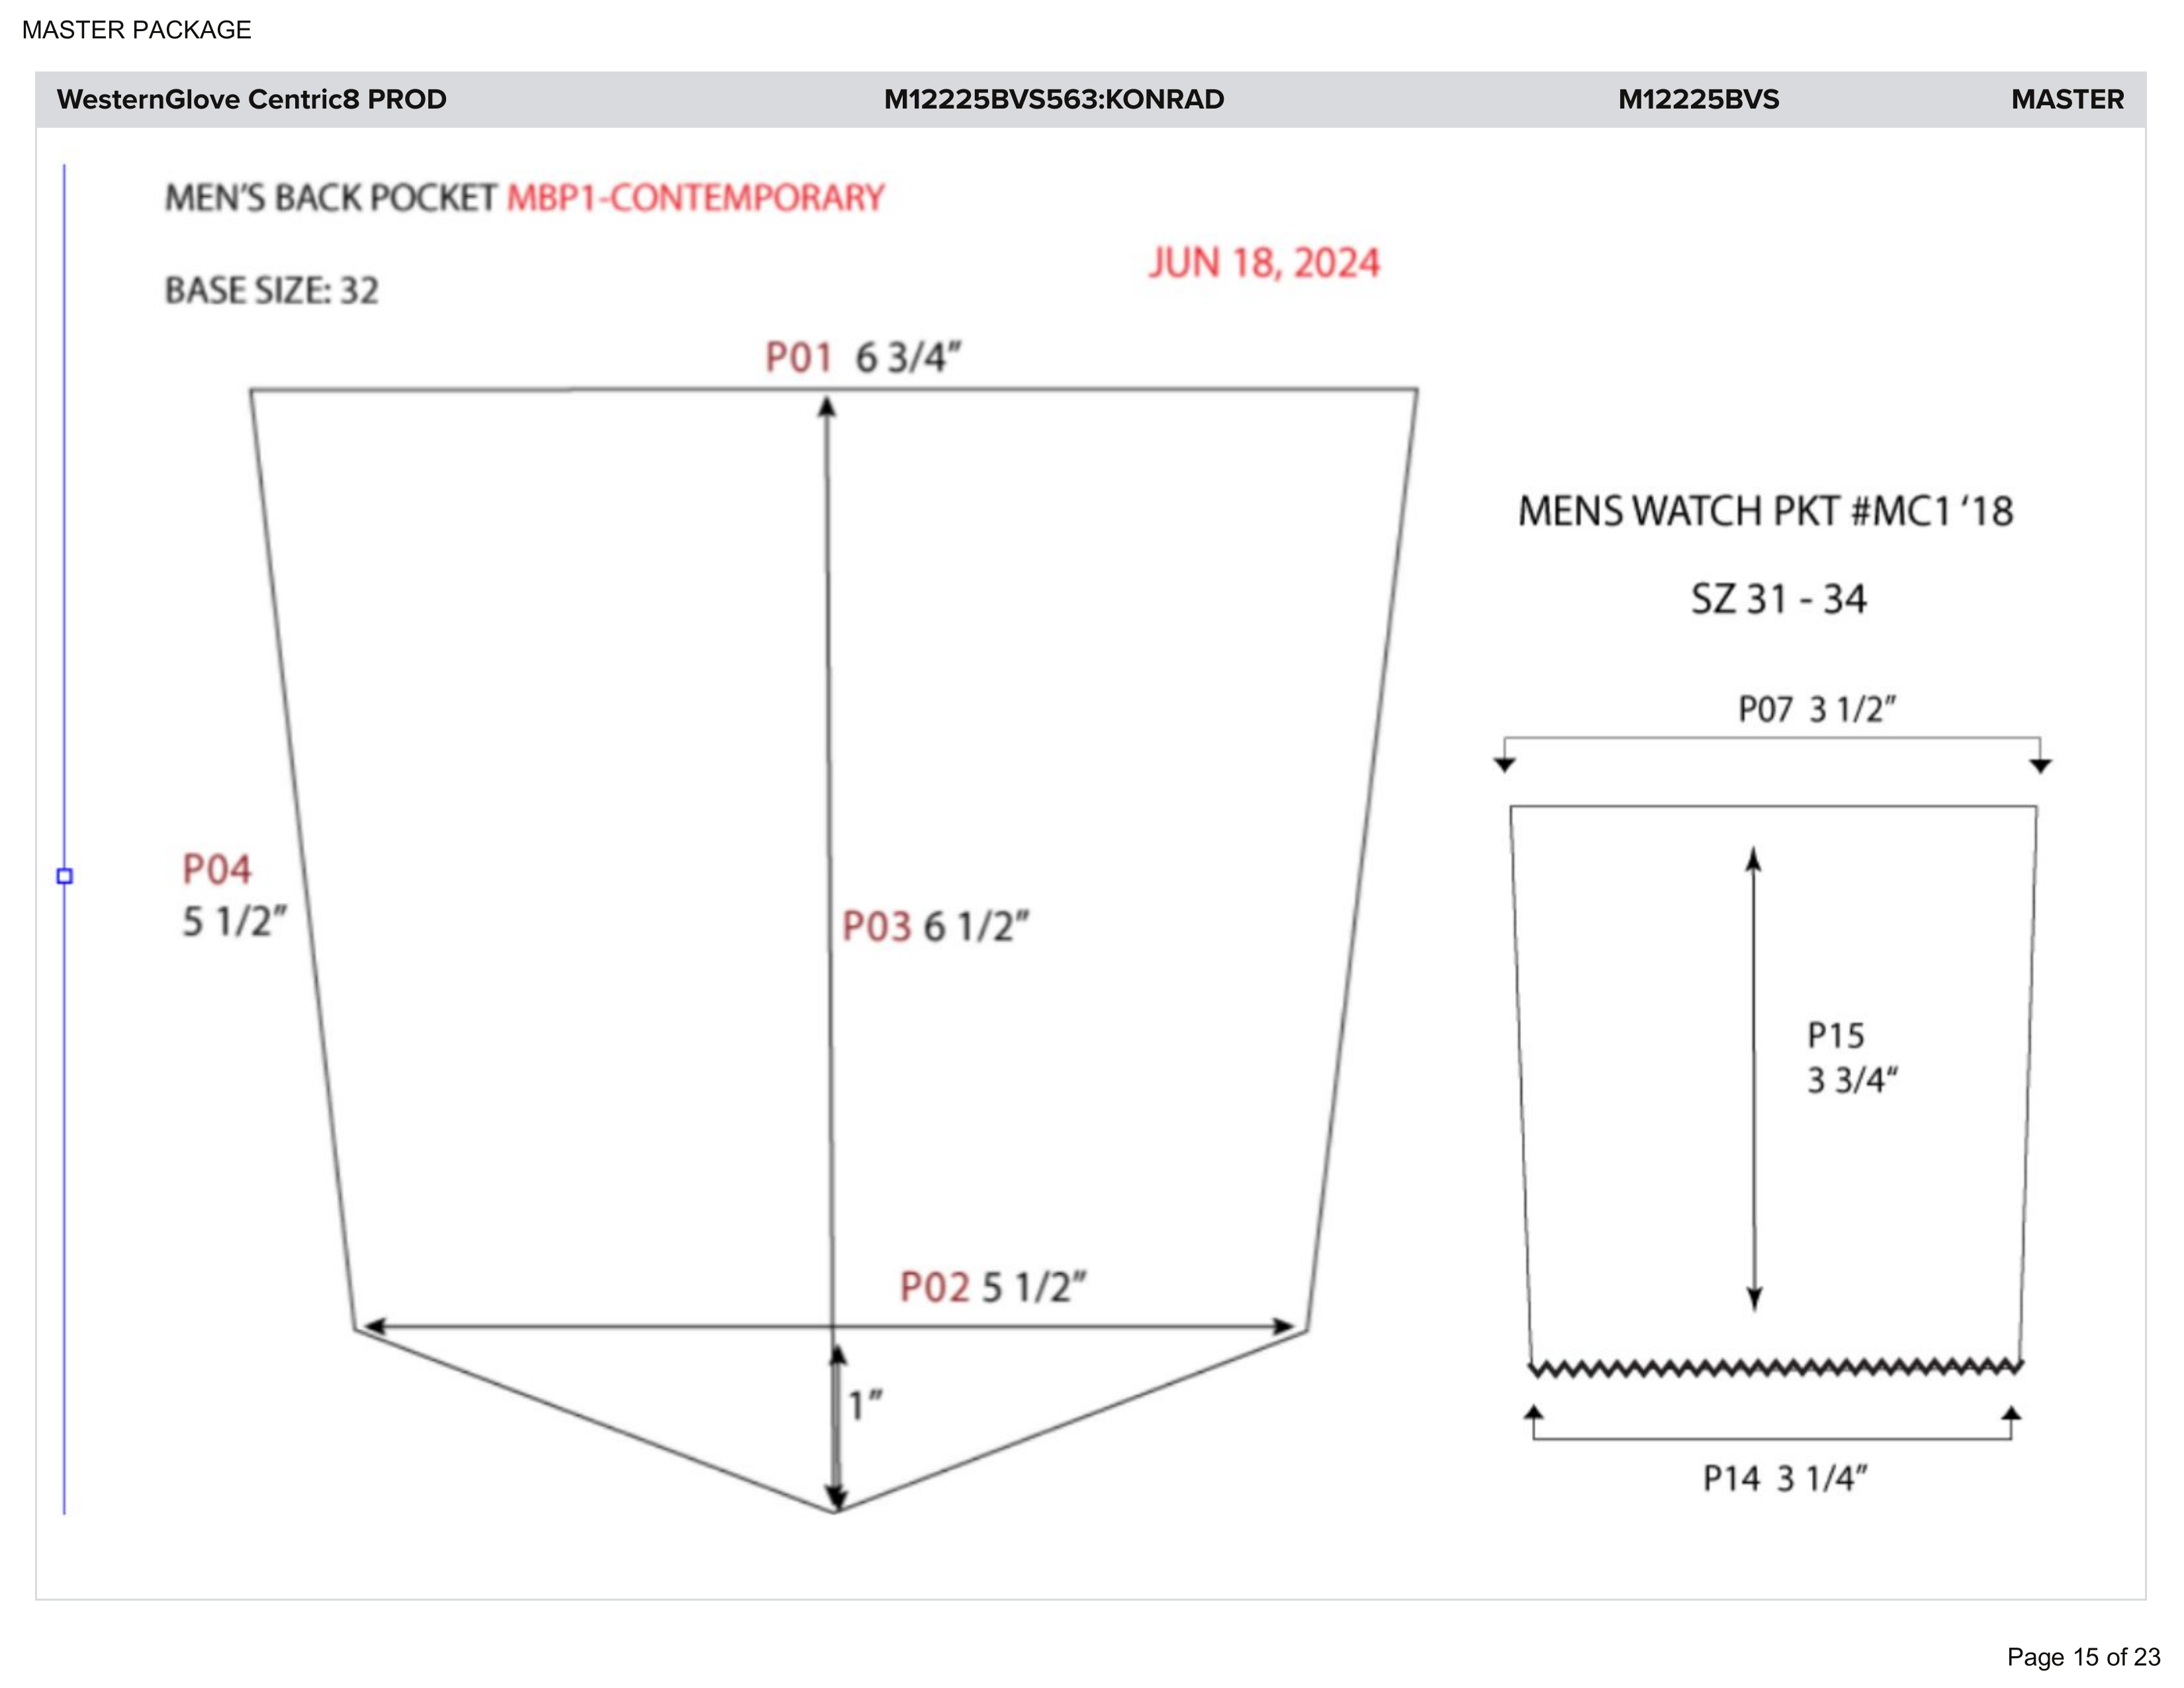 MASTER PACKAGE
WesternGlove Centric8 PROD M12225BVS563:KONRAD M12225BVS MASTER
MEN’S BACK POCKET MBP1-CONTEMPORARY
JUN 18, 2024
BASE SIZE: 32
P01 6 3/4”
P04
5 1/2”
P03 6 1/2”
P02 5 1/2”
1”
MENS WATCH PKT #MC1 ‘18
SZ 31 - 34
P07 3 1/2”
P15
3 3/4“
P14 3 1/4”
Page 15 of 23